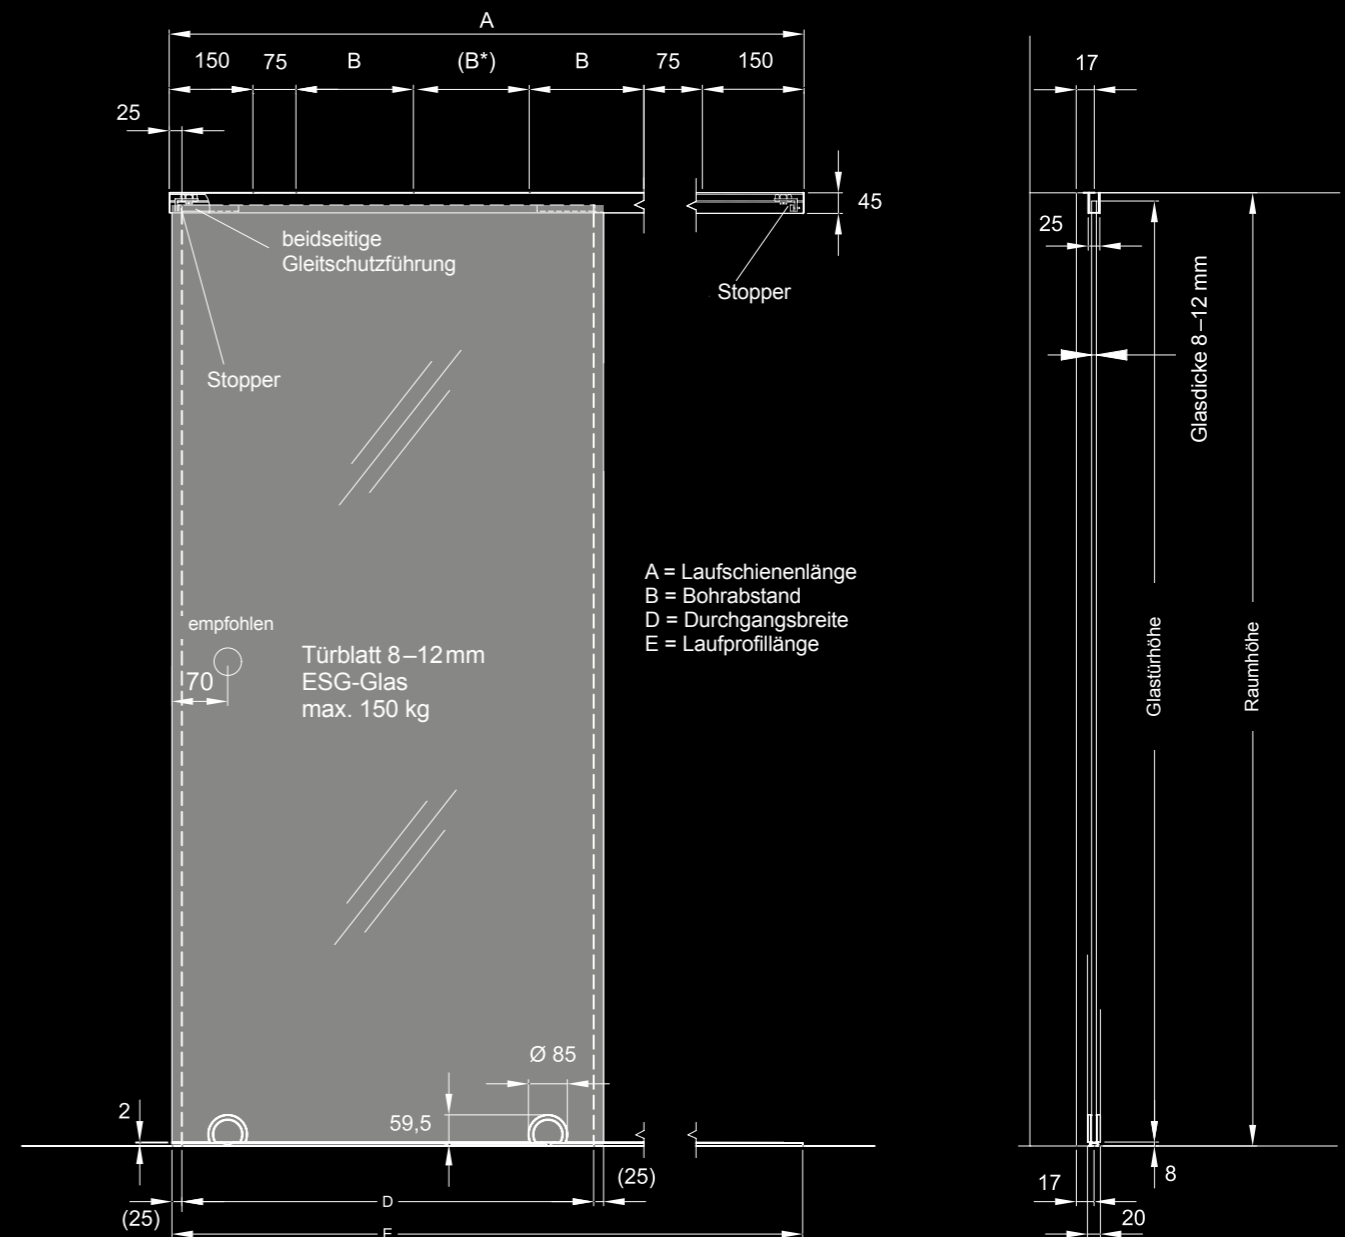 A
150 75 B (B*) B 75 150
17
25
45
25
beidseitige
Gleitschutzführung
Stopper
Stopper
Glasdicke 8–12 mm
A = Laufschienenlänge
B = Bohrabstand
D = Durchgangsbreite
E = Laufprofillänge
empfohlen
70
Türblatt 8–12 mm
ESG-Glas
max. 150 kg
Glastürhöhe
Raumhöhe
Ø 85
59,5
2
(25)
D
(25)
E
8
17
20